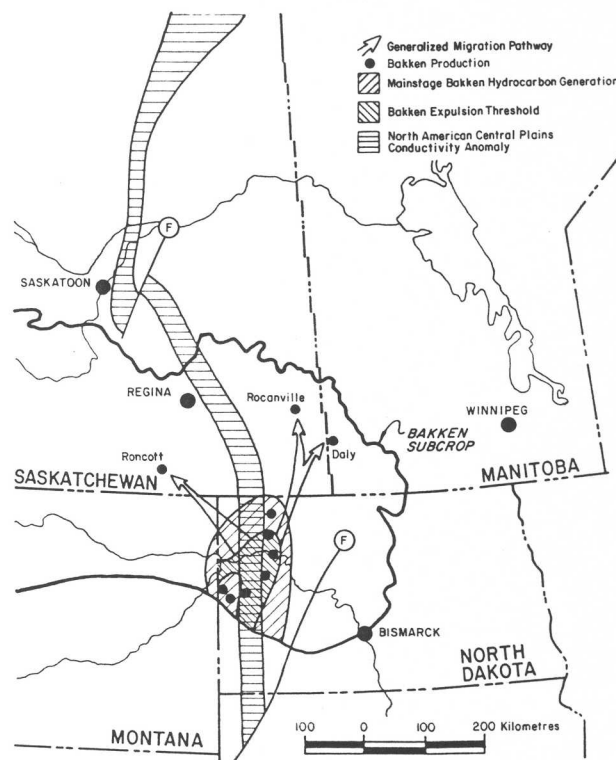 Generalized Migration Pathway
Bakken Production
Mainstage Bakken Hydrocarbon Generation
Bakken Expulsion Threshold
North American Central Plains
Conductivity Anomaly
F
SASKATOON
REGINA
Rocanville
WINNIPEG
BAKKEN
SUBCROP
Daly
Roncott
SASKATCHEWAN
MANITOBA
F
BISMARCK
NORTH
DAKOTA
MONTANA
100 0 100 200 Kilometres